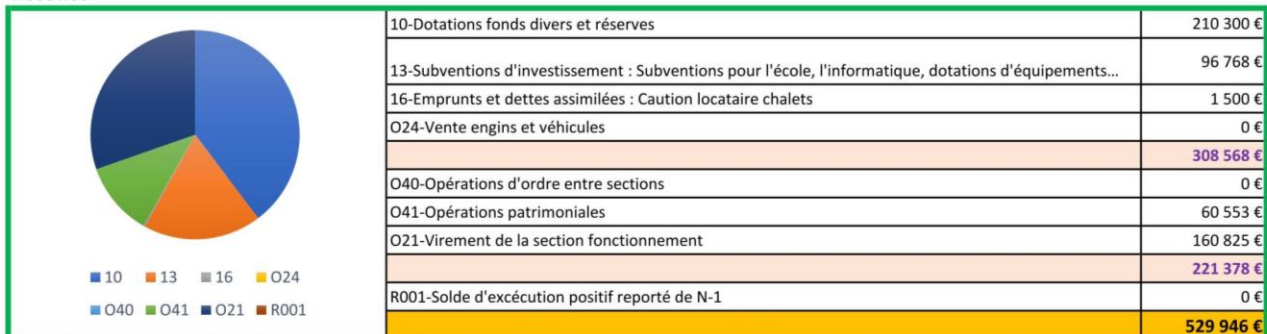 10-Dotations fonds divers et réserves 210 300 €
13-Subventions d'investissement : Subventions pour l'école, l'informatique, dotations d'équipements... 96 768 €
16-Emprunts et dettes assimilées : Caution locataire chalets 1 500 €
O24-Vente engins et véhicules 0 €
308 568 €
O40-Opérations d'ordre entre sections 0 €
O41-Opérations patrimoniales 60 553 €
O21-Virement de la section fonctionnement 160 825 €
221 378 €
R001-Solde d'excécution positif reporté de N-1 0 €
529 946 €
10 13 16 O24
O40 O41 O21 R001